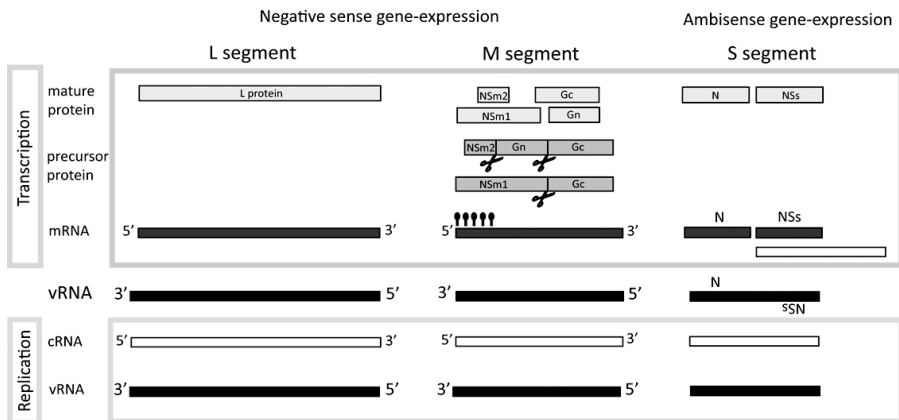 Negative sense gene-expression
Ambisense gene-expression
L segment
M segment
S segment
Transcription
mature
protein
L protein
NSm2
Gc
NSm1
Gn
N
NSs
precursor
protein
NSm2
Gn
Gc
NSm1
Gc
mRNA
5’
3’
5’
3’
N
NSs
vRNA
3’
5’
3’
5’
N
NSs
Replication
cRNA
5’
3’
5’
3’
vRNA
3’
5’
3’
5’